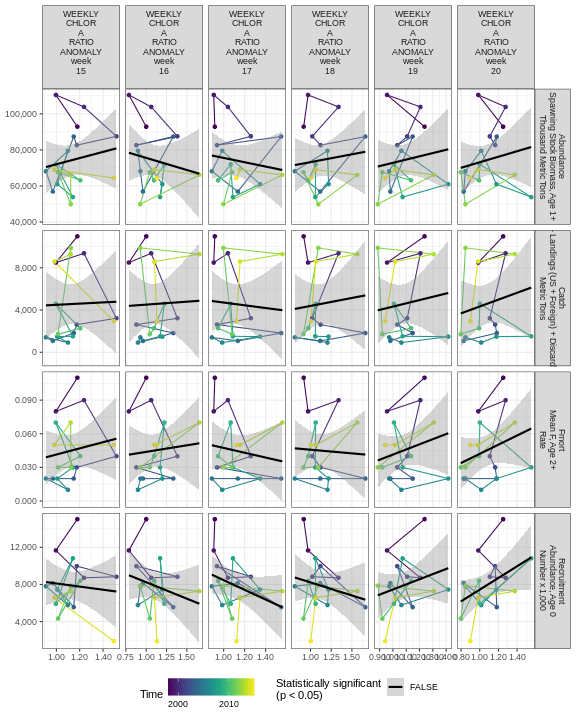 WEEKLY
CHLOR
A
RATIO
ANOMALY
week
15
WEEKLY
CHLOR
A
RATIO
ANOMALY
week
16
WEEKLY
CHLOR
A
RATIO
ANOMALY
week
17
WEEKLY
CHLOR
A
RATIO
ANOMALY
week
18
WEEKLY
CHLOR
A
RATIO
ANOMALY
week
19
WEEKLY
CHLOR
A
RATIO
ANOMALY
week
20
100,000
80,000
60,000
40,000
Abundance
Spawning Stock Biomass, Age 1+
Thousand Metric Tons
8,000
4,000
0
Catch
Landings (US + Foreign) + Discard
Metric Tons
0.090
0.060
0.030
0.000
Fmort
Mean F, Age 2+
Rate
12,000
8,000
4,000
Recruitment
Abundance, Age 0
Number x 1,000
1.00 1.20 1.40
0.75 1.00 1.25 1.50
1.00 1.20 1.40
1.00 1.25 1.50
0.80 1.00 1.20 1.40
Time
2000 2010
Statistically significant
(p < 0.05)
FALSE